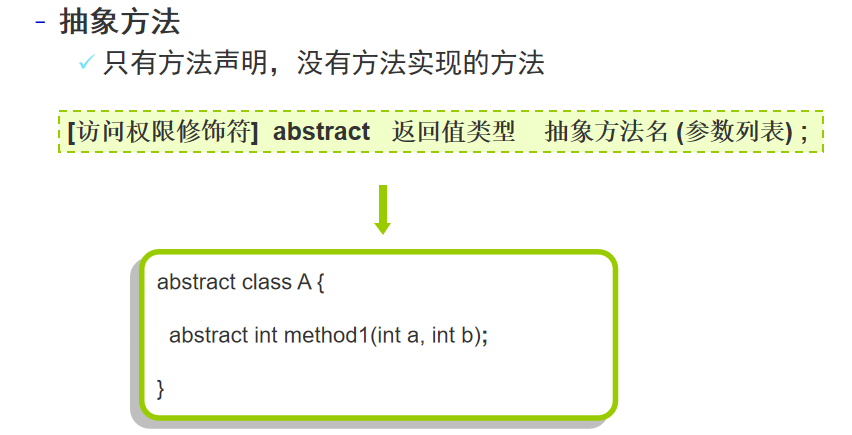 - 抽象方法
✓ 只有方法声明，没有方法实现的方法
[访问权限修饰符] abstract 返回值类型 抽象方法名 (参数列表) ;
abstract class A {
abstract int method1(int a, int b);
}